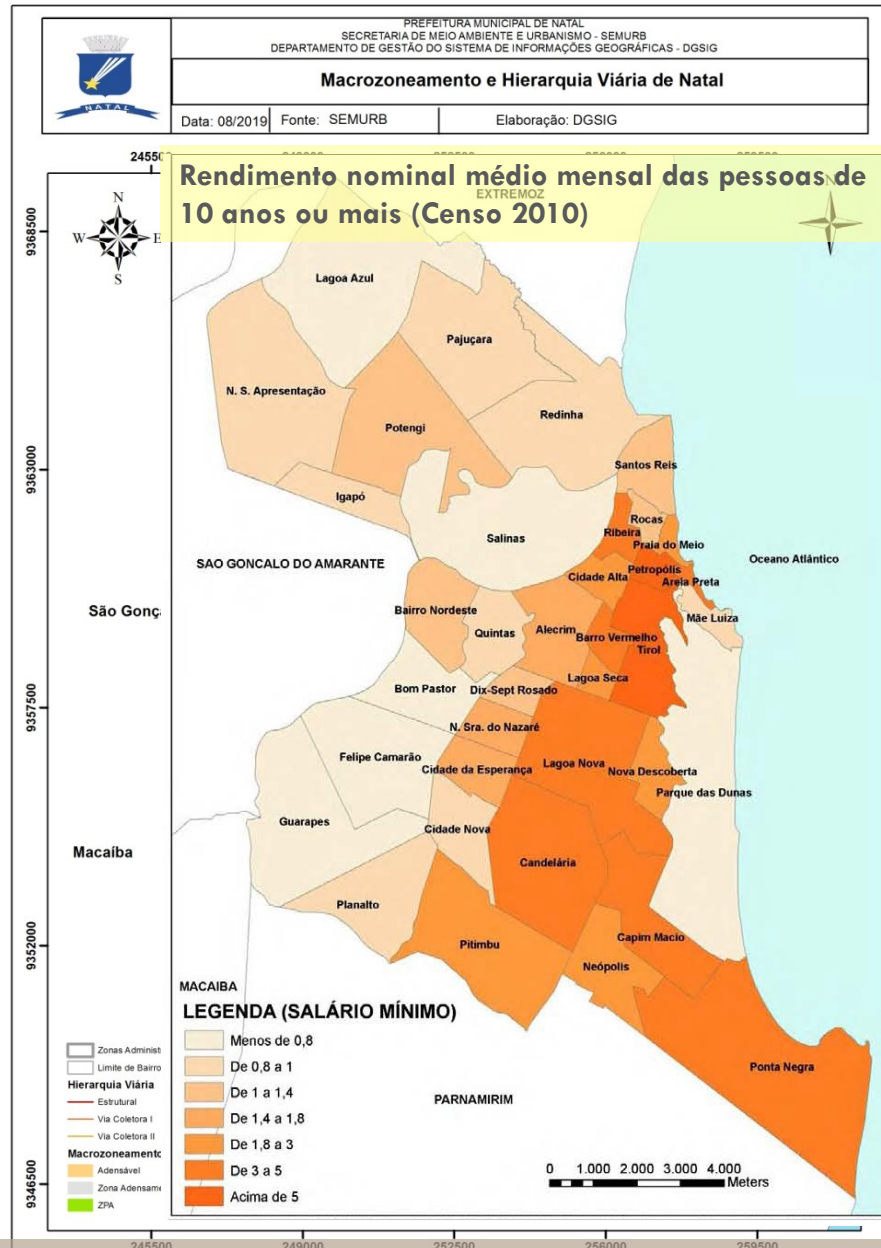 PREFEITURA MUNICIPAL DE NATAL
SECRETARIA DE MEIO AMBIENTE E URBANISMO - SEMURB
DEPARTAMENTO DE GESTÃO DO SISTEMA DE INFORMAÇÕES GEOGRÁFICAS - DGSIG
Macrozoneamento e Hierarquia Viária de Natal
NATAL
Data: 08/2019 Fonte: SEMURB Elaboração: DGSIG
Rendimento nominal médio mensal das pessoas de
10 anos ou mais (Censo 2010)
EXTREMOZ
N
W E
S
N
9368500
Lagoa Azul
Pajuçara
N. S. Apresentação
Redinha
Potengi
9363000
Santos Reis
Igapó
Rocas
Ribeira
Salinas
Praia do Meio
Oceano Atlântico
SAO GONCALO DO AMARANTE
Petropólis
Cidade Alta
Areia Preta
São Gonç
Bairro Nordeste
Mãe Luiza
Quintas
Alecrim
Barro Vermelho
Tirol
Lagoa Seca
Bom Pastor
Dix-Sept Rosado
9357500
N. Sra. do Nazaré
Felipe Camarão
Lagoa Nova
Cidade da Esperança
Nova Descoberta
Parque das Dunas
Guarapes
Cidade Nova
Macaíba
Candelária
Planalto
Capim Macio
9352000
Pitimbu
Neópolis
MACAIBA
LEGENDA (SALÁRIO MÍNIMO)
Menos de 0,8
De 0,8 a 1
De 1 a 1,4
De 1,4 a 1,8
De 1,8 a 3
De 3 a 5
Acima de 5
Ponta Negra
PARNAMIRIM
Zonas Administ
Limite de Bairro
Hierarquia Viária
Estrutural
Via Coletora I
Via Coletora II
Macrozoneamento
Adensável
Zona Adensame
ZPA
0 1.000 2.000 3.000 4.000
Meters
9346500
245500 249000 252500 256000 259500